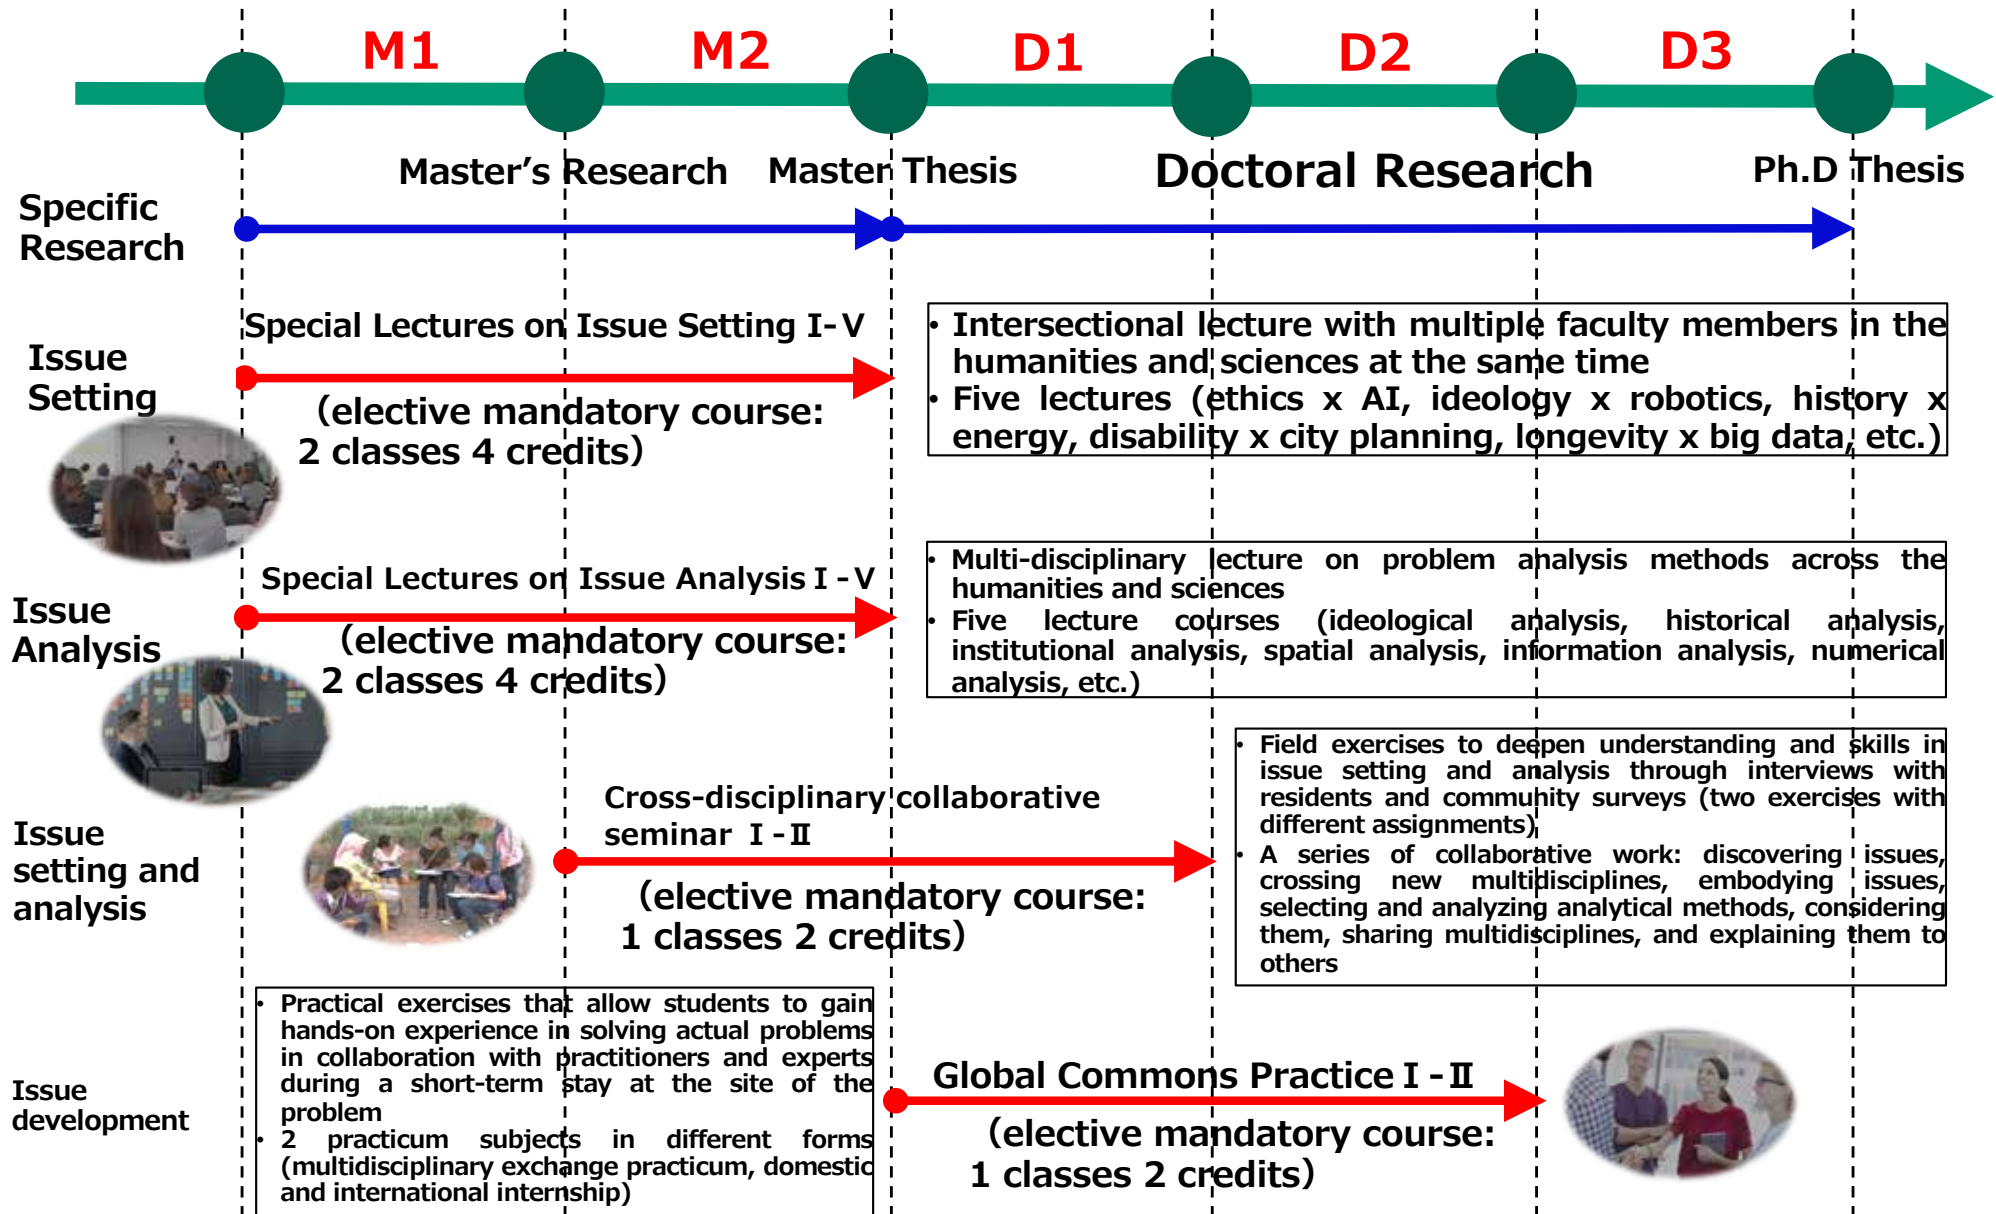 M1
M2
D1
D2
D3
Master’s Research
Master Thesis
Doctoral Research
Ph.D Thesis
Specific
Research
Issue
Setting
Special Lectures on Issue Setting I-Ⅴ
（elective mandatory course:
2 classes 4 credits）
• Intersectional lecture with multiple faculty members in the
humanities and sciences at the same time
• Five lectures (ethics x AI, ideology x robotics, history x
energy, disability x city planning, longevity x big data, etc.)
Issue
Analysis
Special Lectures on Issue Analysis Ⅰ-Ⅴ
（elective mandatory course:
2 classes 4 credits）
• Multi-disciplinary lecture on problem analysis methods across the
humanities and sciences
• Five lecture courses (ideological analysis, historical analysis,
institutional analysis, spatial analysis, information analysis, numerical
analysis, etc.)
Issue
setting and
analysis
Cross-disciplinary collaborative
seminar Ⅰ-Ⅱ
（elective mandatory course:
1 classes 2 credits）
• Field exercises to deepen understanding and skills in
issue setting and analysis through interviews with
residents and community surveys (two exercises with
different assignments)
• A series of collaborative work: discovering issues,
crossing new multidisciplines, embodying issues,
selecting and analyzing analytical methods, considering
them, sharing multidisciplines, and explaining them to
others
Issue
development
• Practical exercises that allow students to gain
hands-on experience in solving actual problems
in collaboration with practitioners and experts
during a short-term stay at the site of the
problem
• 2 practicum subjects in different forms
(multidisciplinary exchange practicum, domestic
and international internship)
Global Commons Practice Ⅰ-Ⅱ
（elective mandatory course:
1 classes 2 credits）